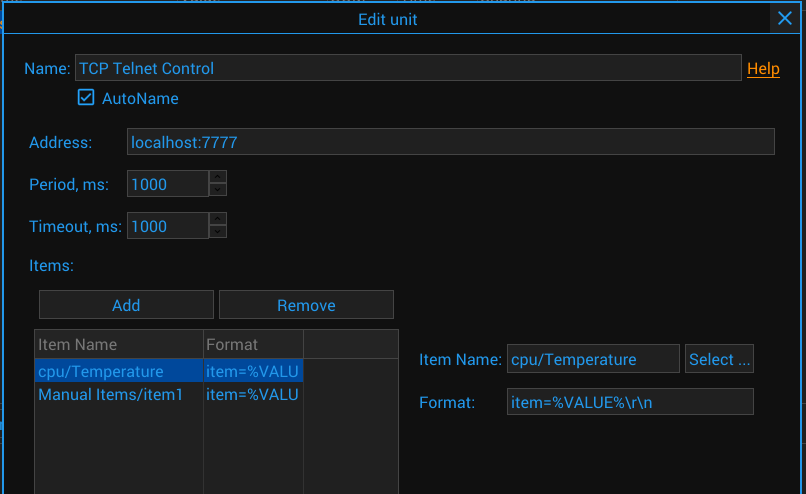 Edit unit
Name: TCP Telnet Control Help
AutoName
Address: localhost:7777
Period, ms: 1000
Timeout, ms: 1000
Items:
Add Remove
Item Name Format
cpu/Temperature item=%VALU
Manual Items/item1 item=%VALU
Item Name: cpu/Temperature Select ...
Format: item=%VALUE%\r\n